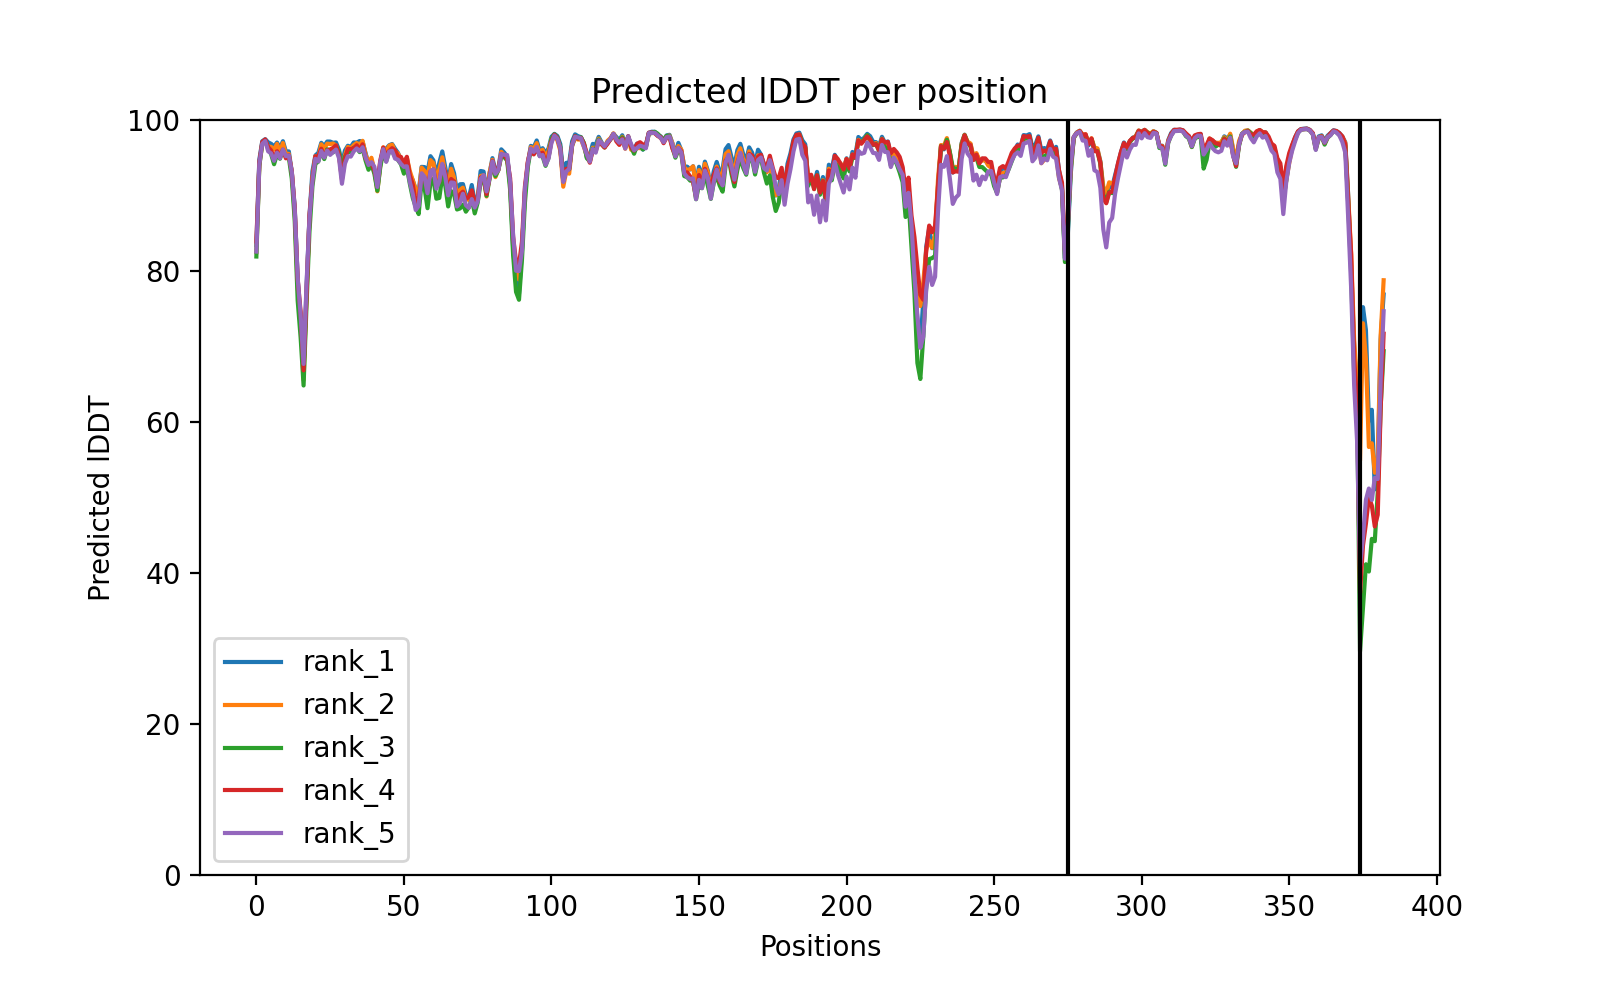 Predicted lDDT per position
100
80
60
40
20
0
Predicted lDDT
rank_1
rank_2
rank_3
rank_4
rank_5
0 50 100 150 200 250 300 350 400
Positions